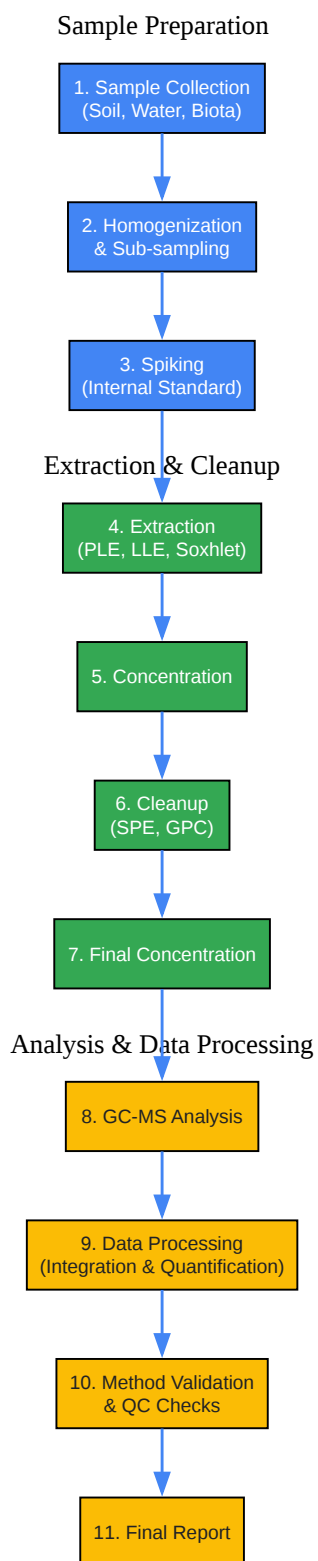 Sample Preparation
1. Sample Collection
(Soil, Water, Biota)
2. Homogenization
& Sub-sampling
3. Spiking
(Internal Standard)
Extraction & Cleanup
4. Extraction
(PLE, LLE, Soxhlet)
5. Concentration
6. Cleanup
(SPE, GPC)
7. Final Concentration
Analysis & Data Processing
8. GC-MS Analysis
9. Data Processing
(Integration & Quantification)
10. Method Validation
& QC Checks
11. Final Report